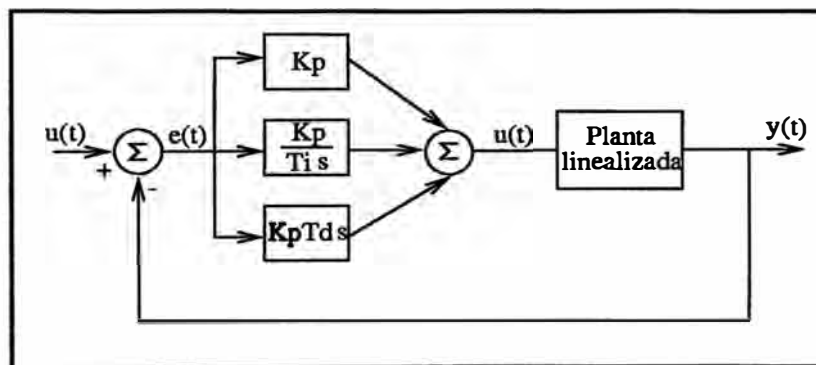 Kp
u(t)
+
Σ
-
e(t)
Kp
Ti s
Σ
u(t)
Planta
linealizada
y(t)
KpTd s